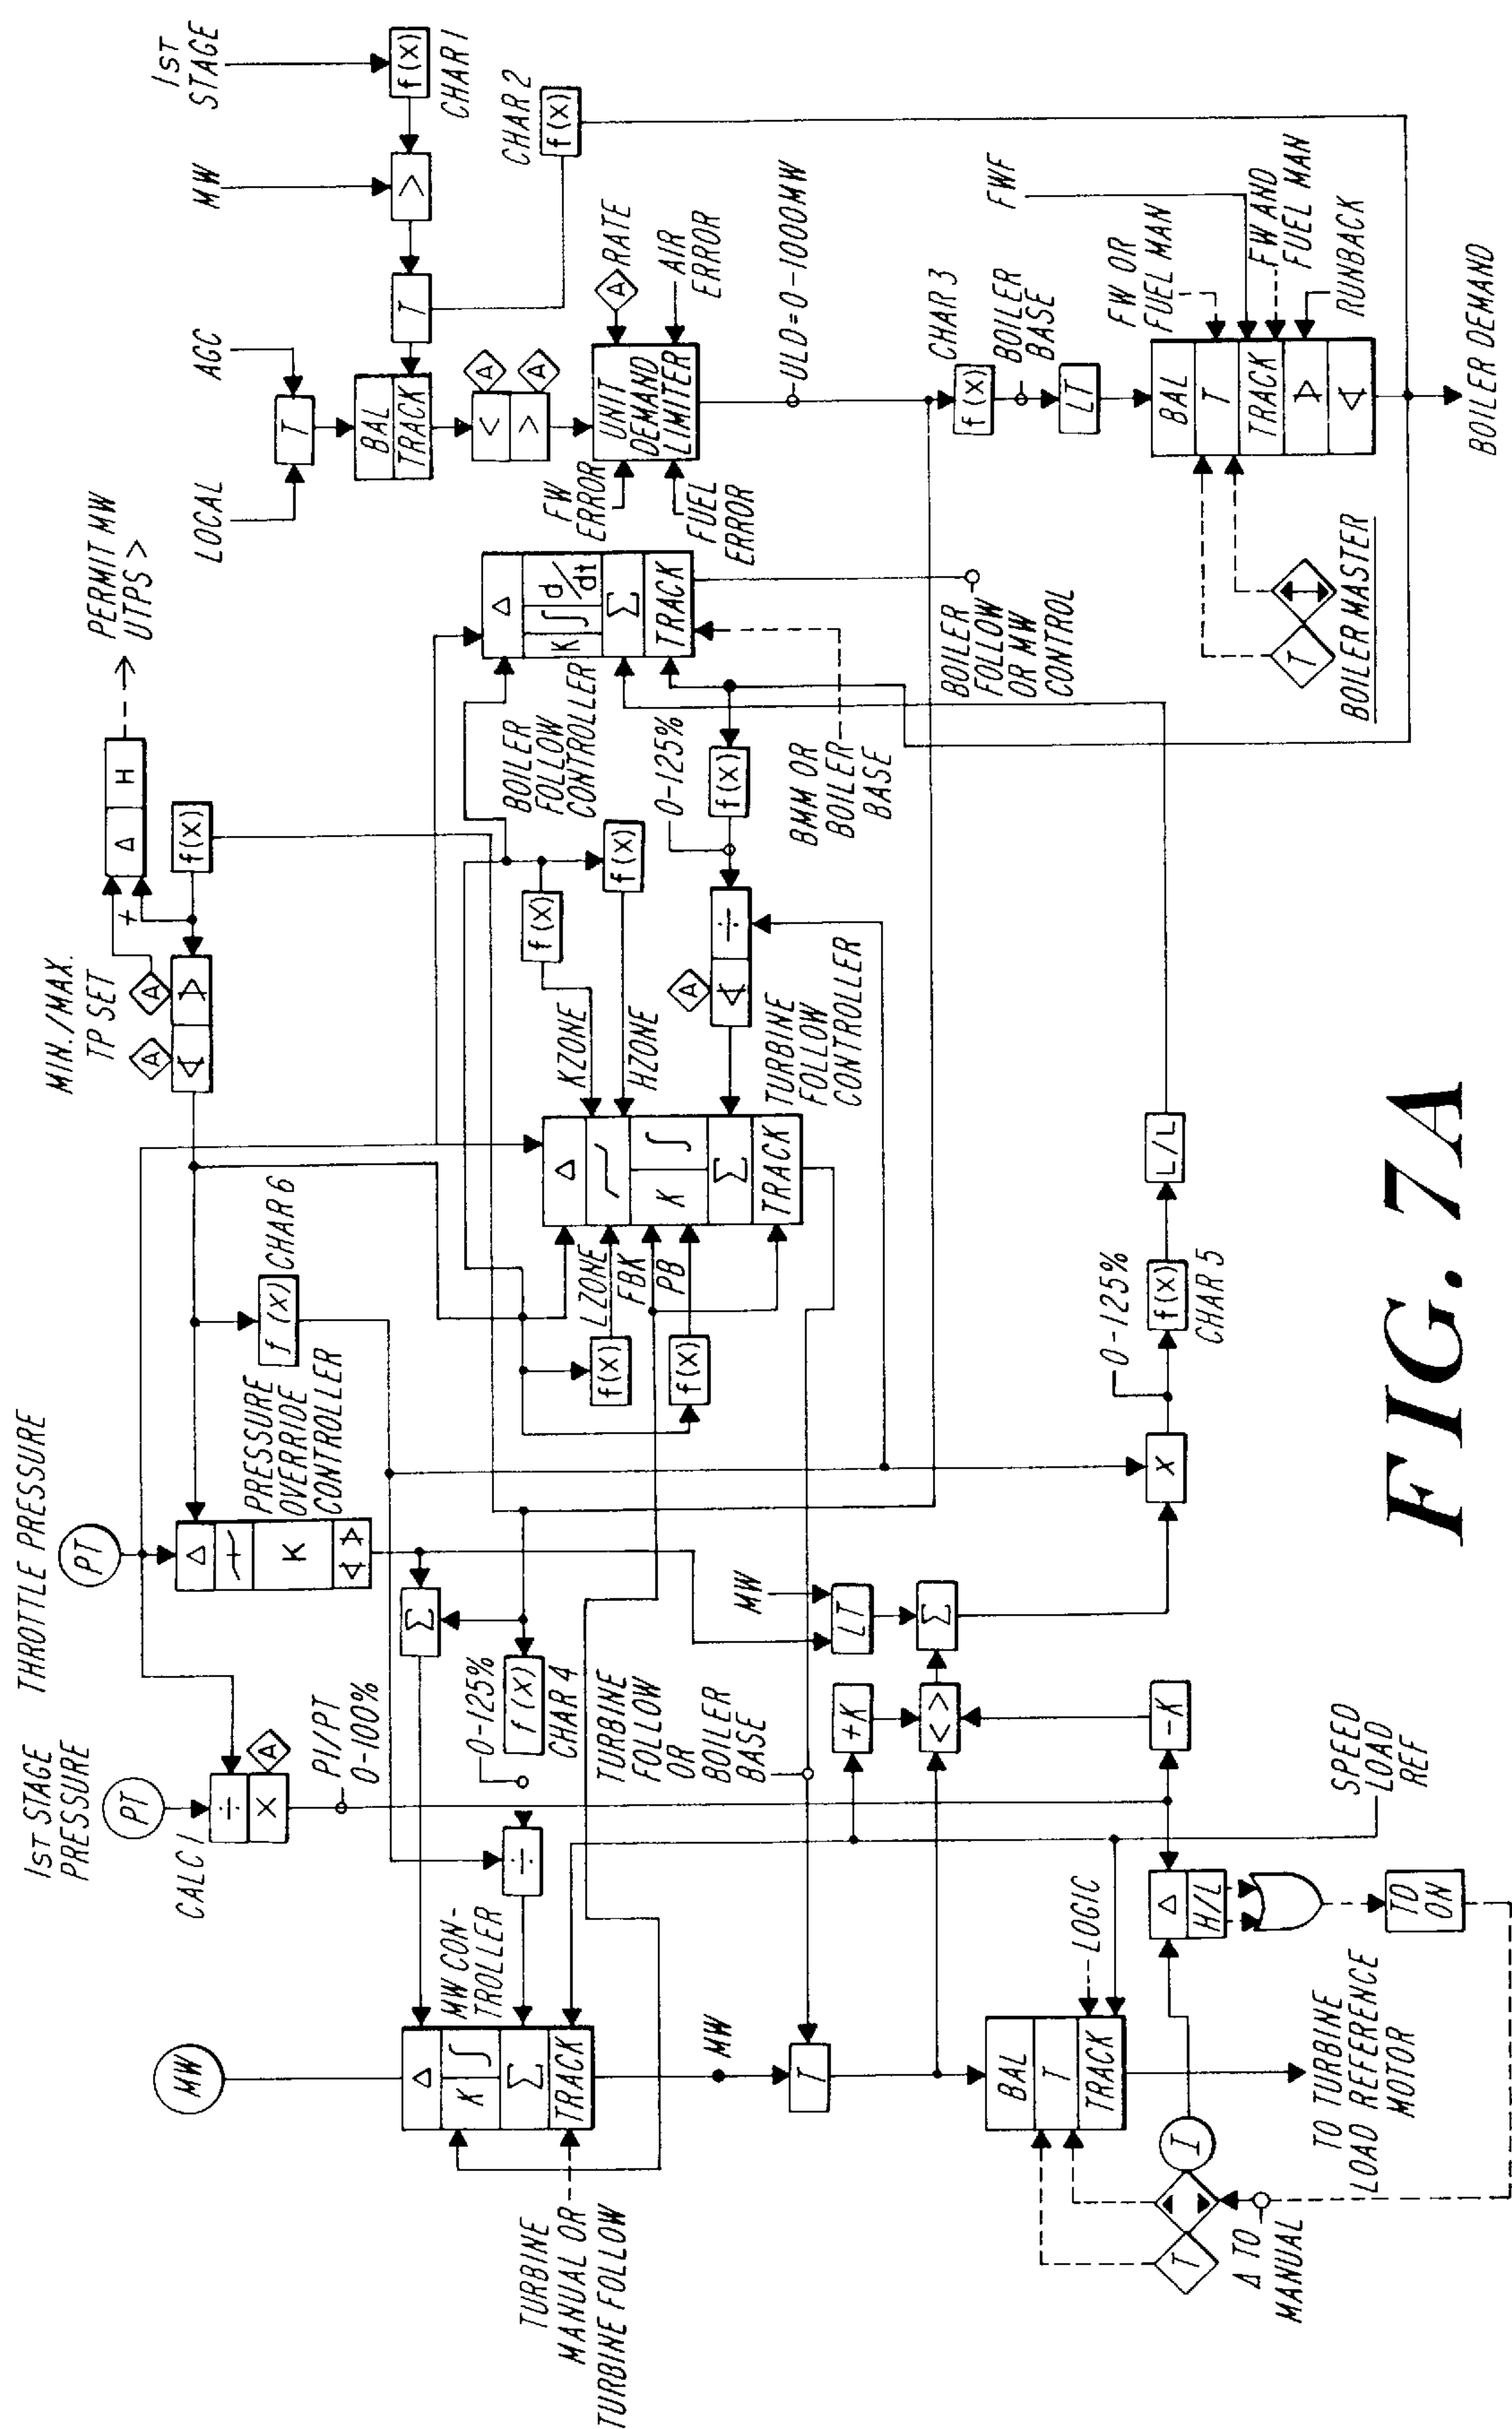 1ST STAGE
PRESSURE
PT
THROTTLE PRESSURE
PT
MW
CALC 1
÷
X
A
PI/PT
0-100%
Δ
K
PRESSURE
OVERRIDE
CONTROLLER
f(x) CHAR 6
MIN./MAX.
TP SET
A
A
+
Δ
H
PERMIT MW
UTPS >
f(x)
LOCAL
AGC
T
BAL
TRACK
T
MW
>
1ST
STAGE
f(x)
CHAR 1
CHAR 2
f(x)
<
A
>
A
UNIT
DEMAND
LIMITER
A
RATE
FW
ERROR
AIR
ERROR
FUEL
ERROR
ULD=0-1000MW
CHAR 3
f(x)
BOILER
BASE
LT
FWF
FW OR
FUEL MAN
FW AND
FUEL MAN
RUNBACK
BAL
T
TRACK
T
BOILER MASTER
BOILER DEMAND
Δ
K
∫
d/dt
Σ
TRACK
BOILER
FOLLOW
CONTROLLER
BOILER
FOLLOW
OR MW
CONTROL
BMM OR
BOILER
BASE
0-125%
f(x)
÷
A
f(x)
f(x)
KZONE
HZONE
Δ
K
∫
Σ
TRACK
TURBINE
FOLLOW
CONTROLLER
LZONE
FBK
PB
f(x)
f(x)
Σ
0-125%
f(x)
CHAR 4
÷
MW CON-
TROLLER
Δ
K
∫
Σ
TRACK
TURBINE
MANUAL OR
TURBINE FOLLOW
MW
T
TURBINE
FOLLOW
OR
BOILER
BASE
MW
LT
+K
< >
Σ
-K
X
0-125%
f(x)
CHAR 5
L/L
BAL
T
TRACK
LOGIC
SPEED
LOAD
REF
Δ
H/L
TD
ON
TO TURBINE
LOAD REFERENCE
MOTOR
T
I
Δ TO
MANUAL
FIG. 7A